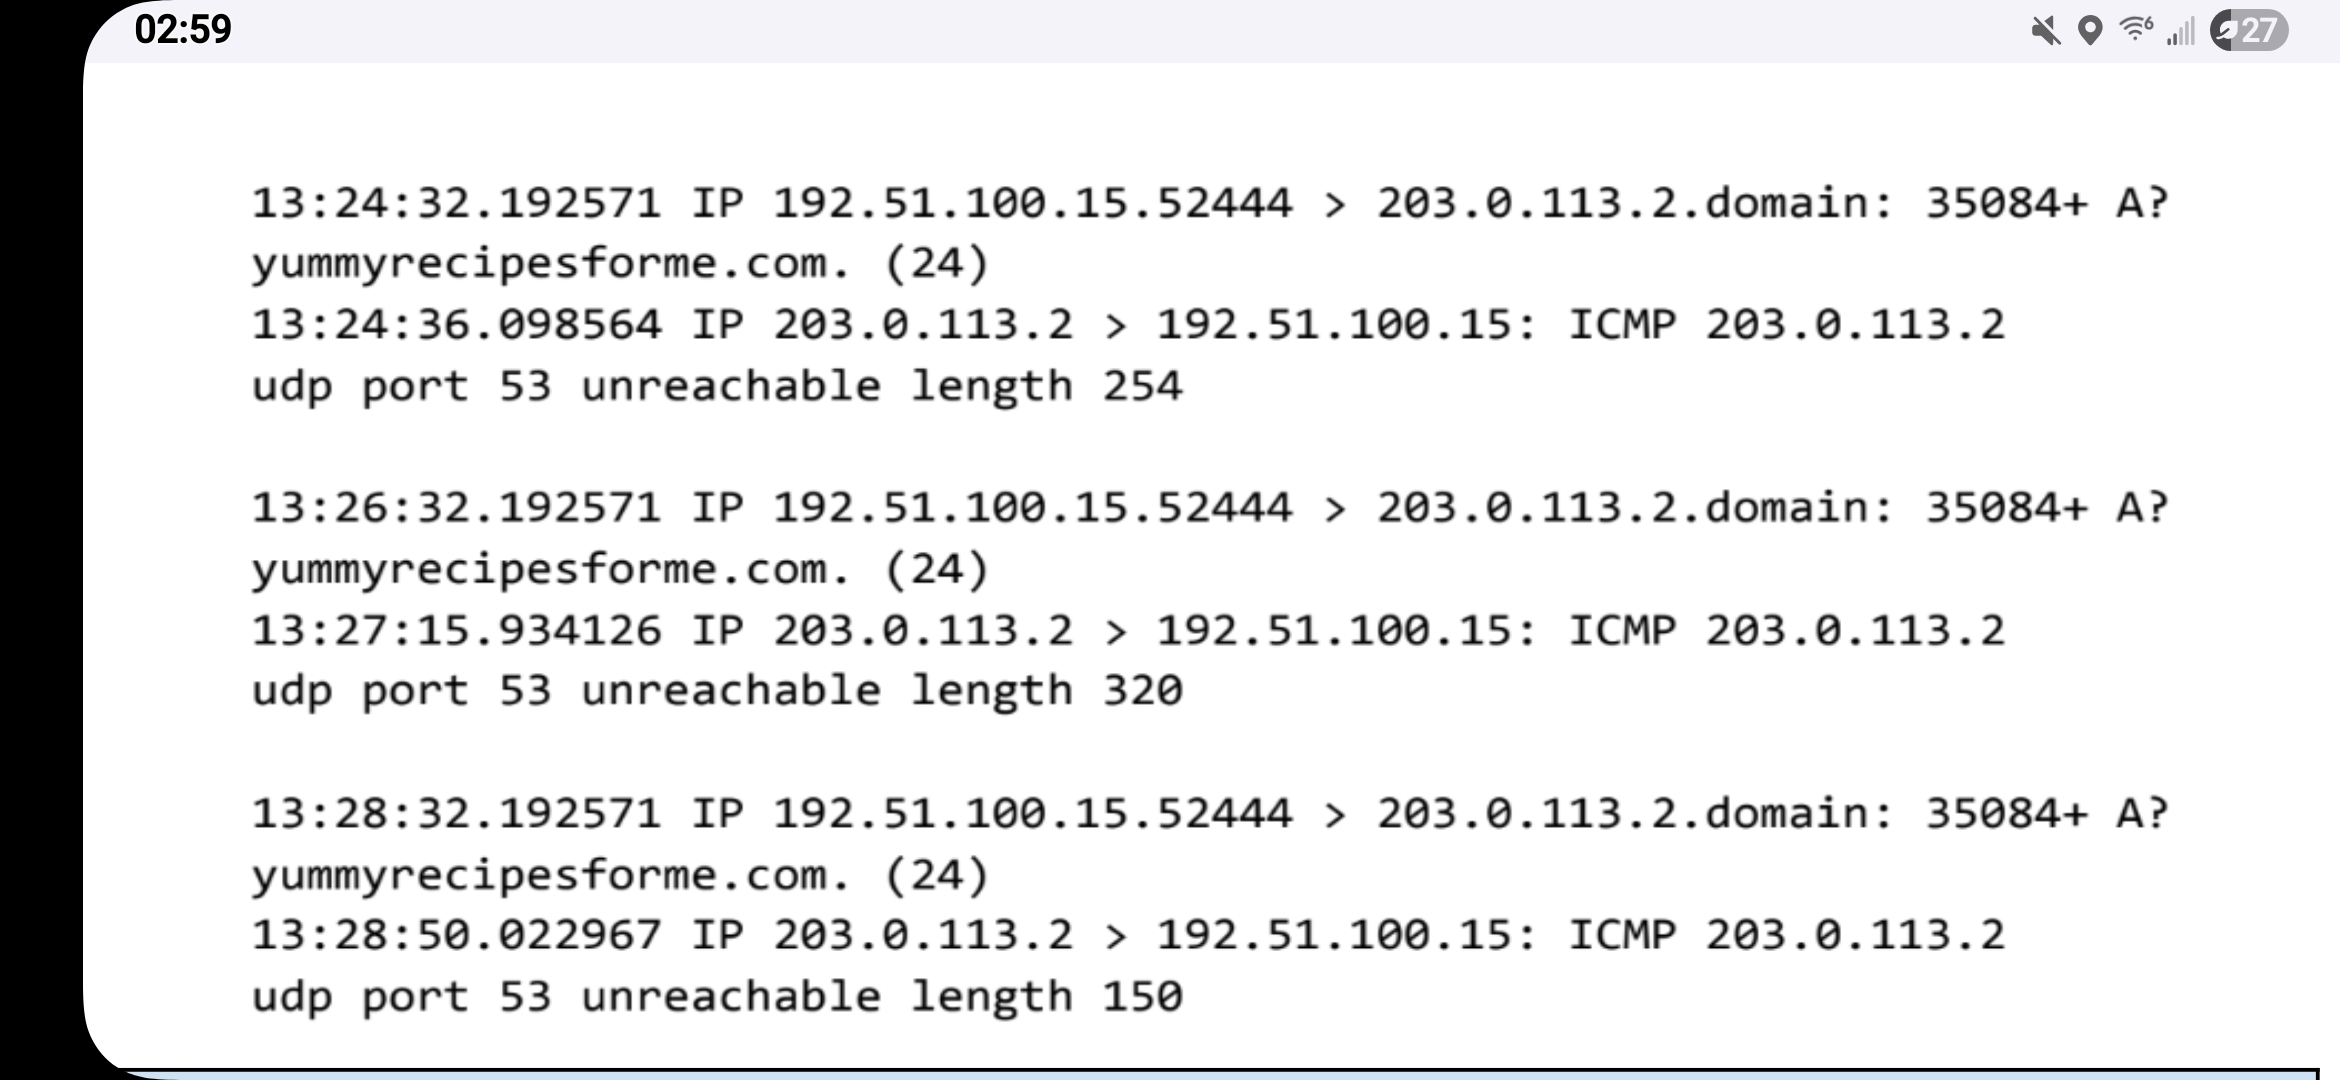 02:59
6
27
13:24:32.192571 IP 192.51.100.15.52444 > 203.0.113.2.domain: 35084+ A?
yummyrecipesforme.com. (24)
13:24:36.098564 IP 203.0.113.2 > 192.51.100.15: ICMP 203.0.113.2
udp port 53 unreachable length 254
13:26:32.192571 IP 192.51.100.15.52444 > 203.0.113.2.domain: 35084+ A?
yummyrecipesforme.com. (24)
13:27:15.934126 IP 203.0.113.2 > 192.51.100.15: ICMP 203.0.113.2
udp port 53 unreachable length 320
13:28:32.192571 IP 192.51.100.15.52444 > 203.0.113.2.domain: 35084+ A?
yummyrecipesforme.com. (24)
13:28:50.022967 IP 203.0.113.2 > 192.51.100.15: ICMP 203.0.113.2
udp port 53 unreachable length 150